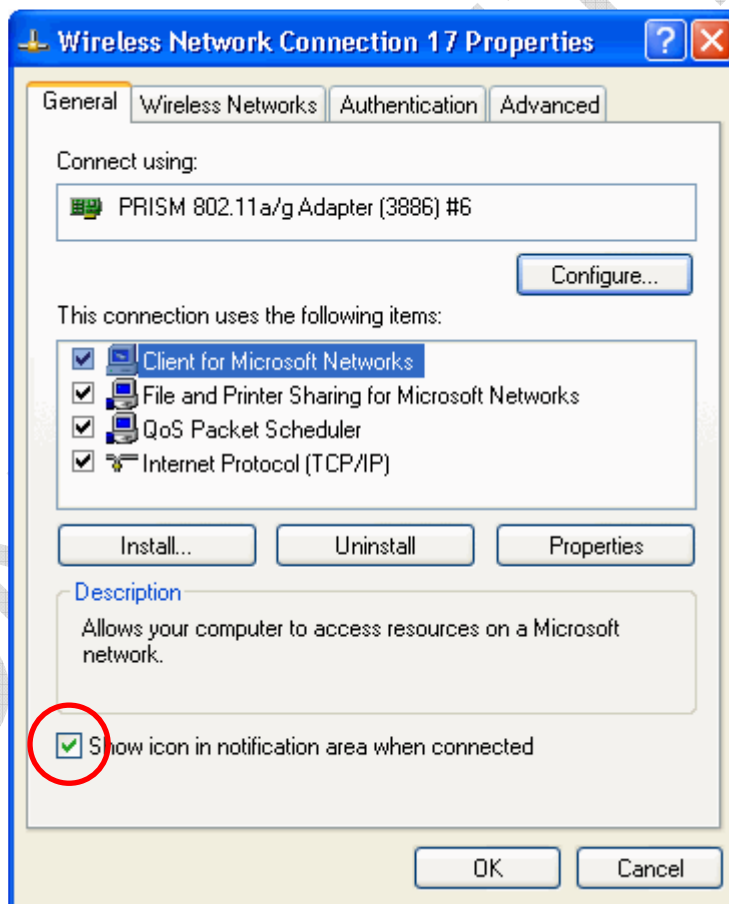 Wireless Network Connection 17 Properties
General Wireless Networks Authentication Advanced
Connect using:
PRISM 802.11a/g Adapter (3886) #6
Configure...
This connection uses the following items:
Client for Microsoft Networks
File and Printer Sharing for Microsoft Networks
QoS Packet Scheduler
Internet Protocol (TCP/IP)
Install... Uninstall Properties
Description
Allows your computer to access resources on a Microsoft
network.
Show icon in notification area when connected
OK Cancel